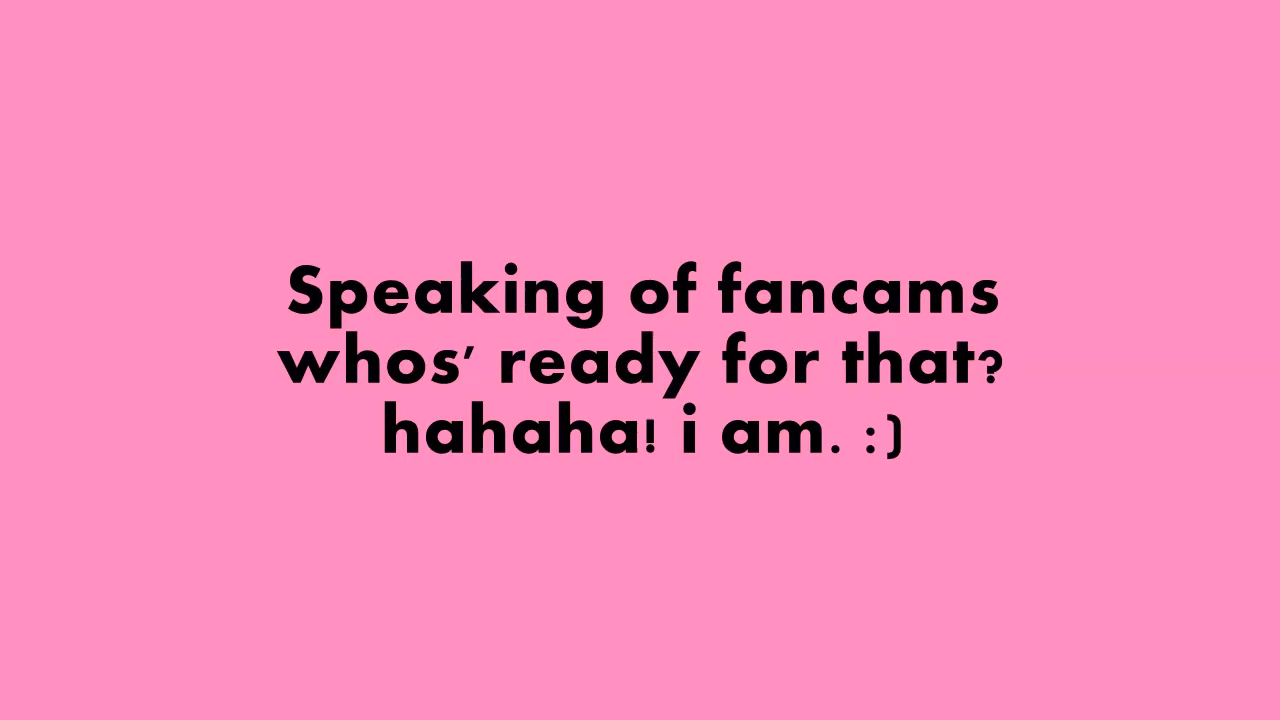 Speaking of fancams
whos' ready for that?
hahaha! i am. :)